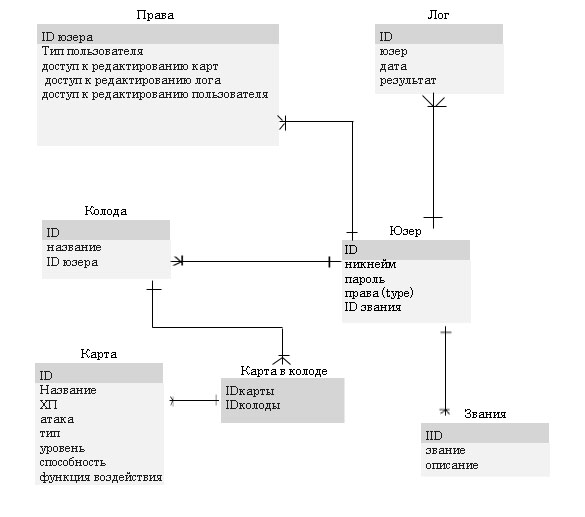 Права
ID юзера
Тип пользователя
доступ к редактированию карт
доступ к редактированию лога
доступ к редактированию пользователя
Лог
ID
юзер
дата
результат
Колода
ID
название
ID юзера
Юзер
ID
никнейм
пароль
права (type)
ID звания
Карта
ID
Название
ХП
атака
тип
уровень
способность
функция воздействия
Карта в колоде
IDкарты
IDколоды
Звания
IID
звание
описание